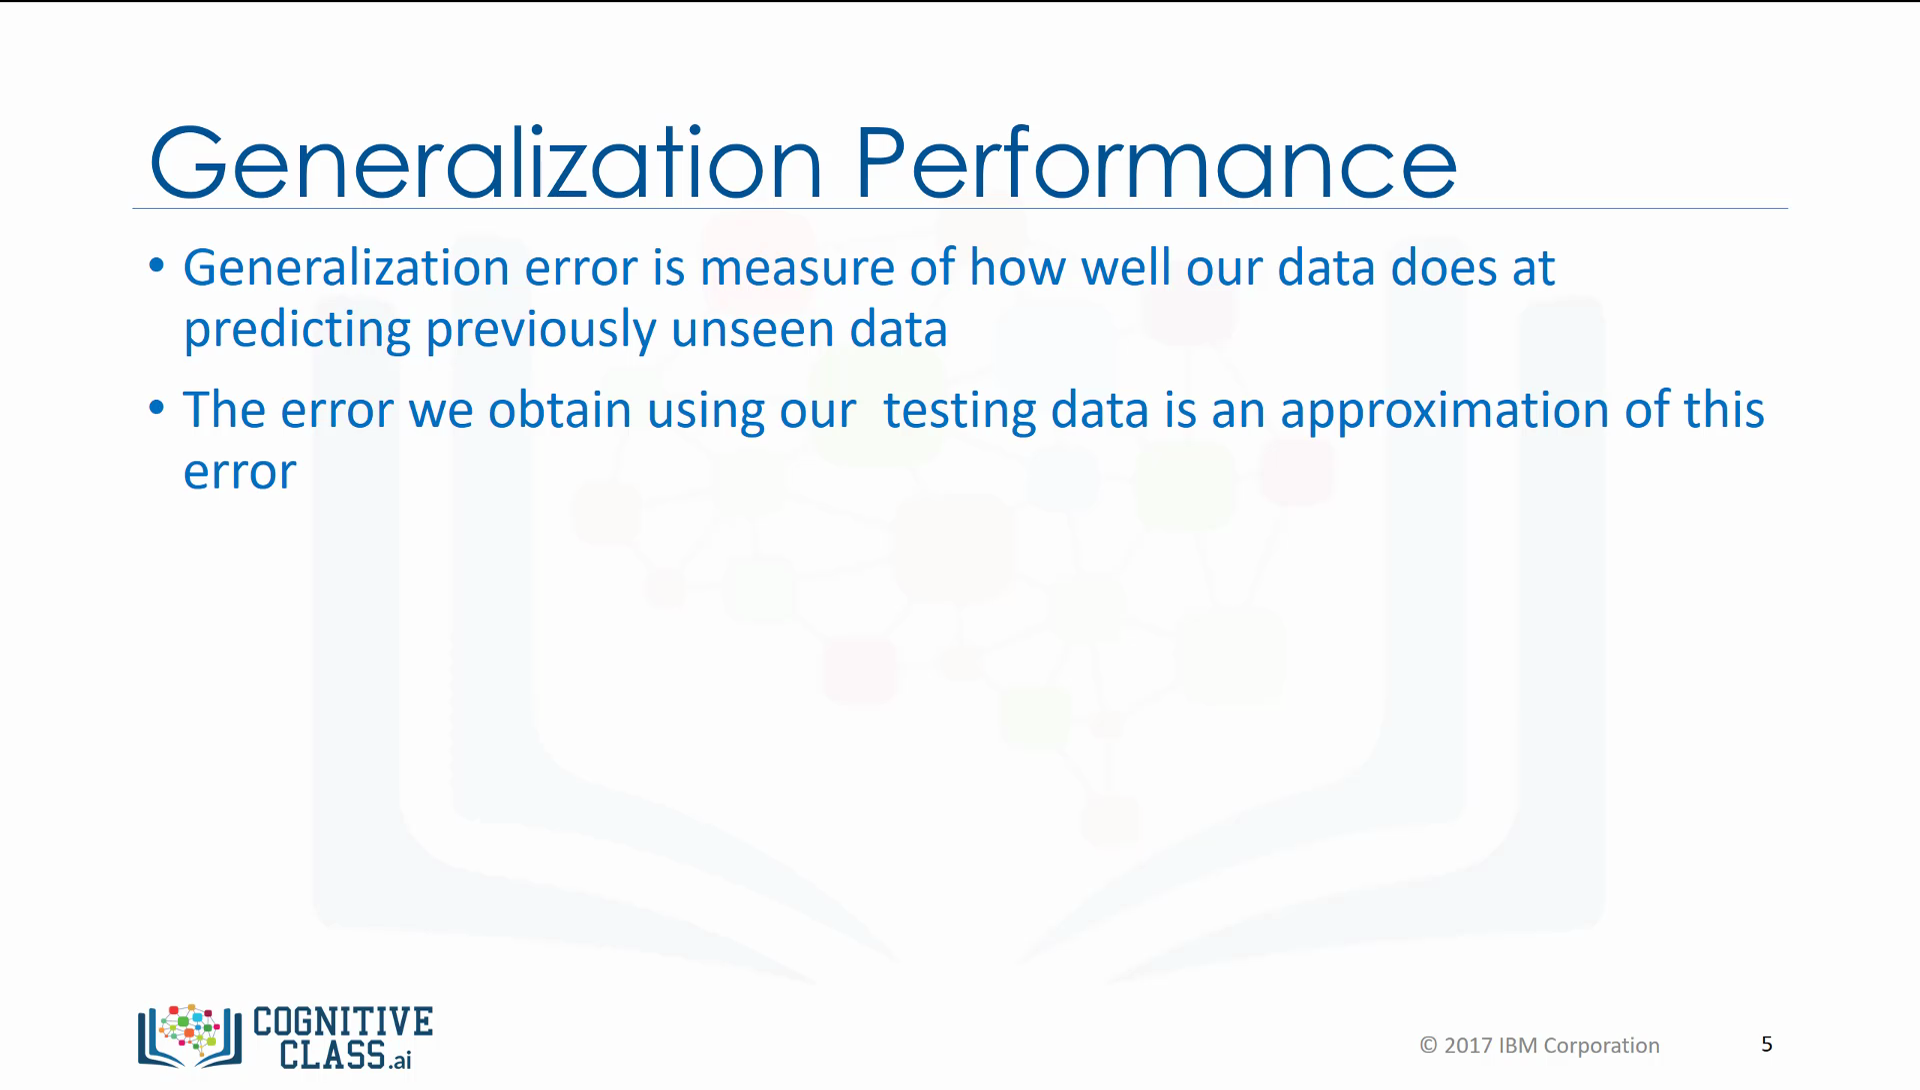 Generalization Performance
• Generalization error is measure of how well our data does at
predicting previously unseen data
• The error we obtain using our  testing data is an approximation of this
error
COGNITIVE
CLASS.ai
© 2017 IBM Corporation
5